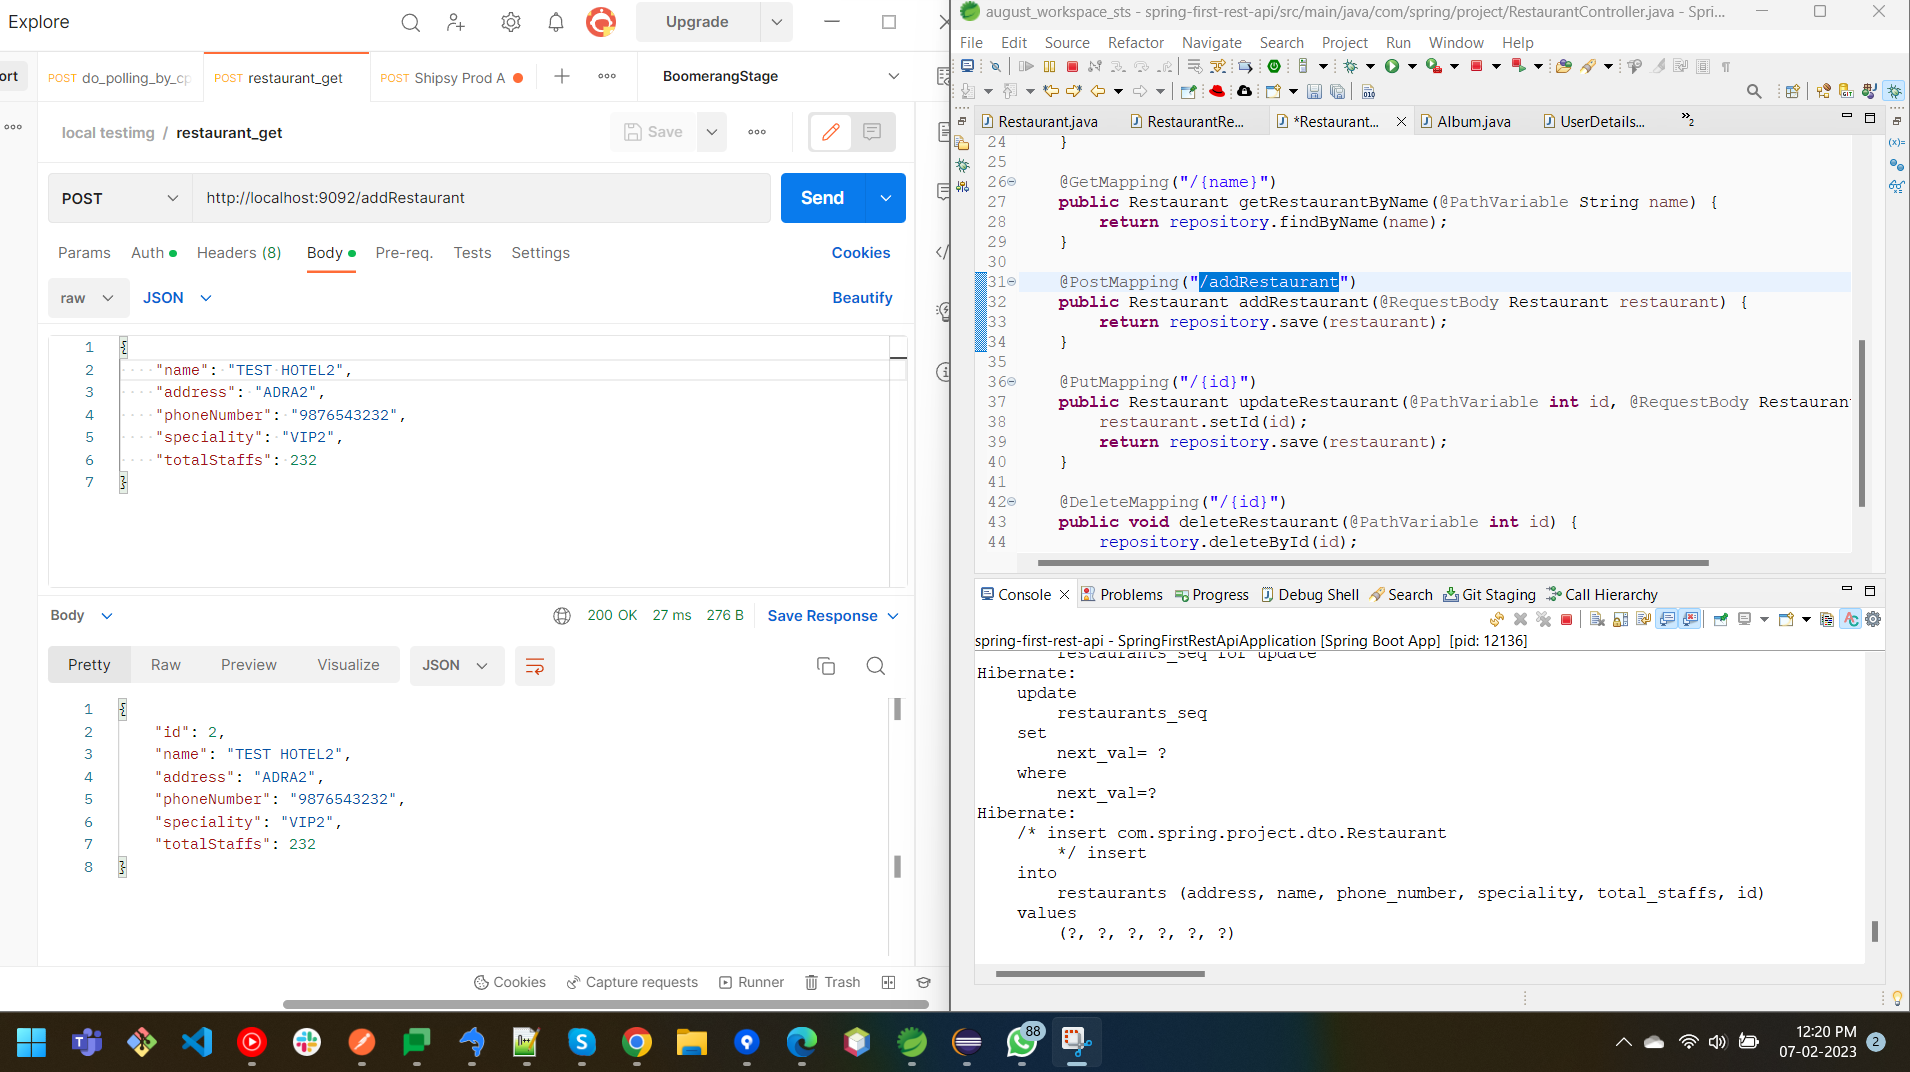 Explore
Upgrade
ort
POST do_polling_by_cp
POST restaurant_get
POST Shipsy Prod A
BoomerangStage
local testimg / restaurant_get
Save
POST
http://localhost:9092/addRestaurant
Send
Params
Auth
Headers (8)
Body
Pre-req.
Tests
Settings
Cookies
raw
JSON
Beautify
1 {
2 "name": "TEST HOTEL2",
3 "address": "ADRA2",
4 "phoneNumber": "9876543232",
5 "speciality": "VIP2",
6 "totalStaffs": 232
7 }
Body
200 OK 27 ms 276 B
Save Response
Pretty
Raw
Preview
Visualize
JSON
1 {
2 "id": 2,
3 "name": "TEST HOTEL2",
4 "address": "ADRA2",
5 "phoneNumber": "9876543232",
6 "speciality": "VIP2",
7 "totalStaffs": 232
8 }
Cookies
Capture requests
Runner
Trash
august_workspace_sts - spring-first-rest-api/src/main/java/com/spring/project/RestaurantController.java - Spri...
File Edit Source Refactor Navigate Search Project Run Window Help
Restaurant.java
RestaurantRe...
*Restaurant...
Album.java
UserDetails...
»2
24 }
25
26 @GetMapping("/{name}")
27 public Restaurant getRestaurantByName(@PathVariable String name) {
28 return repository.findByName(name);
29 }
30
31 @PostMapping("/addRestaurant")
32 public Restaurant addRestaurant(@RequestBody Restaurant restaurant) {
33 return repository.save(restaurant);
34 }
35
36 @PutMapping("/{id}")
37 public Restaurant updateRestaurant(@PathVariable int id, @RequestBody Restauran
38 restaurant.setId(id);
39 return repository.save(restaurant);
40 }
41
42 @DeleteMapping("/{id}")
43 public void deleteRestaurant(@PathVariable int id) {
44 repository.deleteById(id);
Console
Problems
Progress
Debug Shell
Search
Git Staging
Call Hierarchy
spring-first-rest-api - SpringFirstRestApiApplication [Spring Boot App] [pid: 12136]
restaurants_seq for update
Hibernate:
update
restaurants_seq
set
next_val= ?
where
next_val=?
Hibernate:
/* insert com.spring.project.dto.Restaurant
*/ insert
into
restaurants (address, name, phone_number, speciality, total_staffs, id)
values
(?, ?, ?, ?, ?, ?)
88
12:20 PM
07-02-2023
2